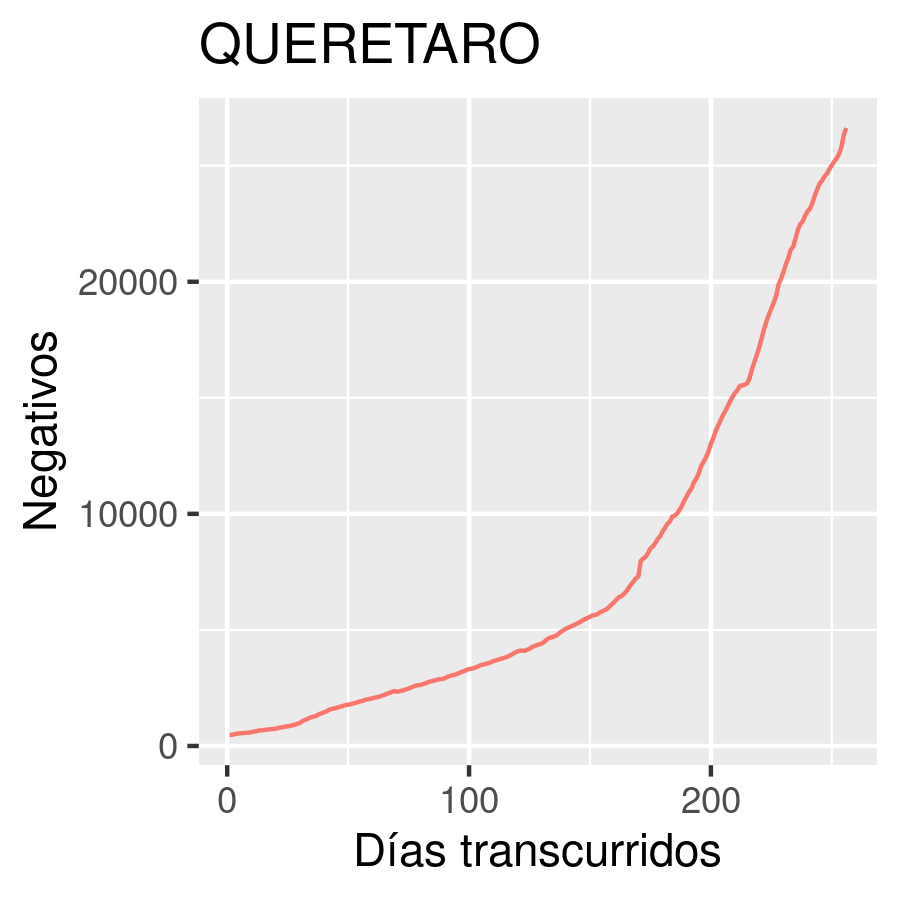 QUERETARO
Negativos
20000
10000
0
0 100 200
Días transcurridos